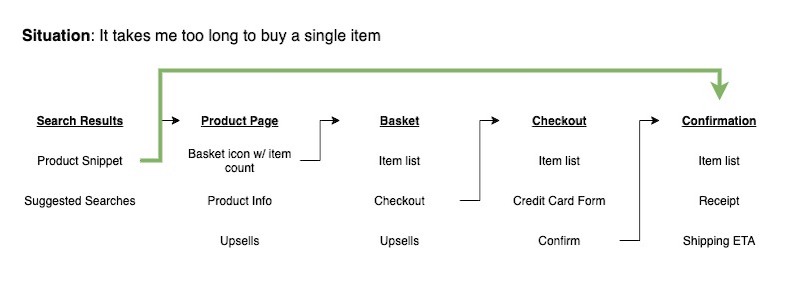 Situation: It takes me too long to buy a single item
Search Results
Product Snippet
Suggested Searches
Product Page
Basket icon w/ item
count
Product Info
Upsells
Basket
Item list
Checkout
Upsells
Checkout
Item list
Credit Card Form
Confirm
Confirmation
Item list
Receipt
Shipping ETA